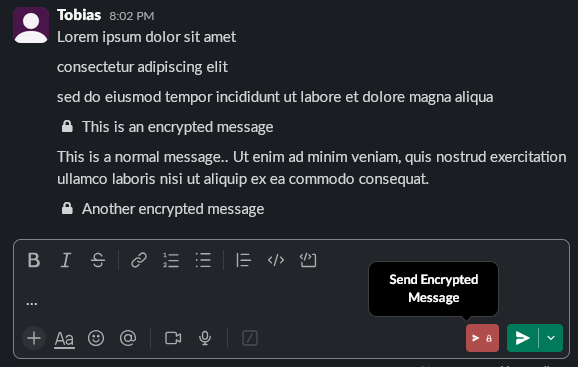 Tobias 8:02 PM
Lorem ipsum dolor sit amet
consectetur adipiscing elit
sed do eiusmod tempor incididunt ut labore et dolore magna aliqua
This is an encrypted message
This is a normal message.. Ut enim ad minim veniam, quis nostrud exercitation
ullamco laboris nisi ut aliquip ex ea commodo consequat.
Another encrypted message
B I S
Send Encrypted
Message
...
Aa